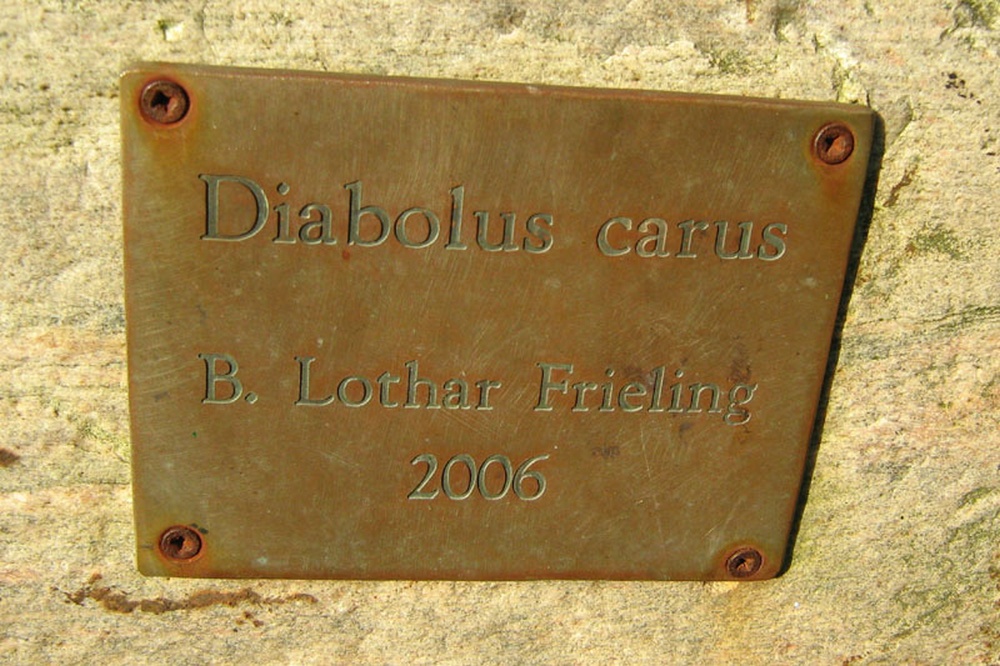 Diabolus carus
B. Lothar Frieling
2006